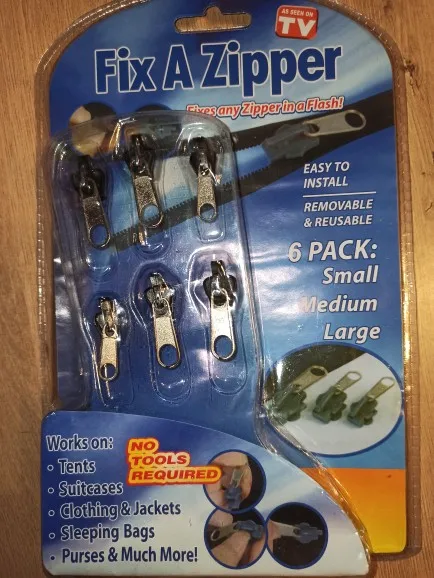 AS SEEN ON
TV
Fix A Zipper
Fixes any Zipper in a Flash!
EASY TO
INSTALL
REMOVABLE
& REUSABLE
6 PACK:
Small
Medium
Large
Works on:
• Tents
• Suitcases
• Clothing & Jackets
• Sleeping Bags
• Purses & Much More!
NO
TOOLS
REQUIRED